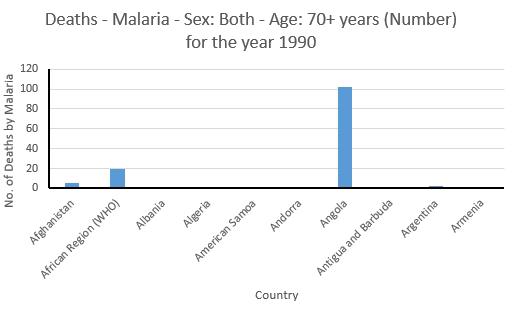 Deaths - Malaria - Sex: Both - Age: 70+ years (Number)
for the year 1990
No. of Deaths by Malaria
120
100
80
60
40
20
0
Afghanistan
African Region (WHO)
Albania
Algeria
American Samoa
Andorra
Angola
Antigua and Barbuda
Argentina
Armenia
Country